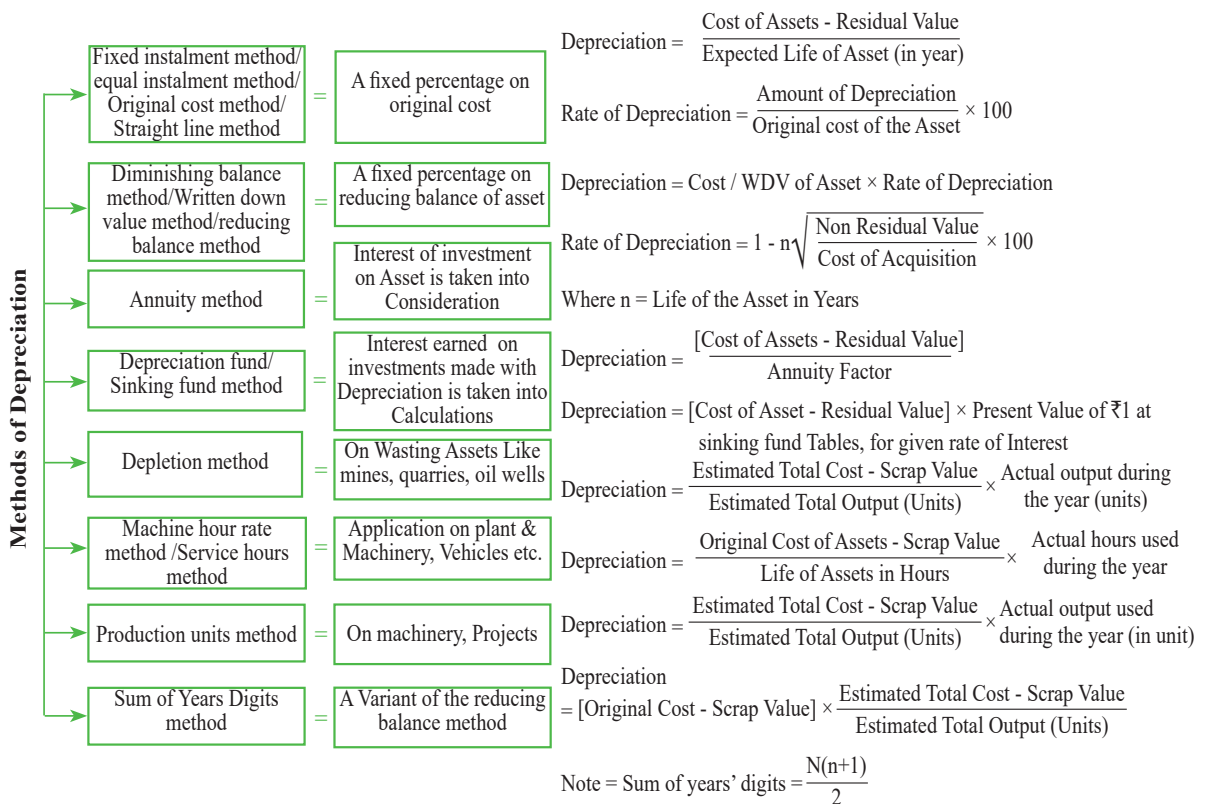 Methods of Depreciation
Fixed instalment method/
equal instalment method/
Original cost method/
Straight line method
=
A fixed percentage on
original cost
Depreciation = Cost of Assets - Residual Value / Expected Life of Asset (in year)
Rate of Depreciation = Amount of Depreciation / Original cost of the Asset × 100
Diminishing balance
method/Written down
value method/reducing
balance method
=
A fixed percentage on
reducing balance of asset
Depreciation = Cost / WDV of Asset × Rate of Depreciation
Rate of Depreciation = 1 - n√ Non Residual Value / Cost of Acquisition × 100
Annuity method
=
Interest of investment
on Asset is taken into
Consideration
Where n = Life of the Asset in Years
Depreciation fund/
Sinking fund method
=
Interest earned on
investments made with
Depreciation is taken into
Calculations
Depreciation = [Cost of Assets - Residual Value] / Annuity Factor
Depreciation = [Cost of Asset - Residual Value] × Present Value of ₹1 at
sinking fund Tables, for given rate of Interest
Depletion method
=
On Wasting Assets Like
mines, quarries, oil wells
Depreciation = Estimated Total Cost - Scrap Value / Estimated Total Output (Units) × Actual output during
the year (units)
Machine hour rate
method /Service hours
method
=
Application on plant &
Machinery, Vehicles etc.
Depreciation = Original Cost of Assets - Scrap Value / Life of Assets in Hours × Actual hours used
during the year
Production units method
=
On machinery, Projects
Depreciation = Estimated Total Cost - Scrap Value / Estimated Total Output (Units) × Actual output used
during the year (in unit)
Sum of Years Digits
method
=
A Variant of the reducing
balance method
Depreciation
= [Original Cost - Scrap Value] × Estimated Total Cost - Scrap Value / Estimated Total Output (Units)
Note = Sum of years' digits = N(n+1) / 2